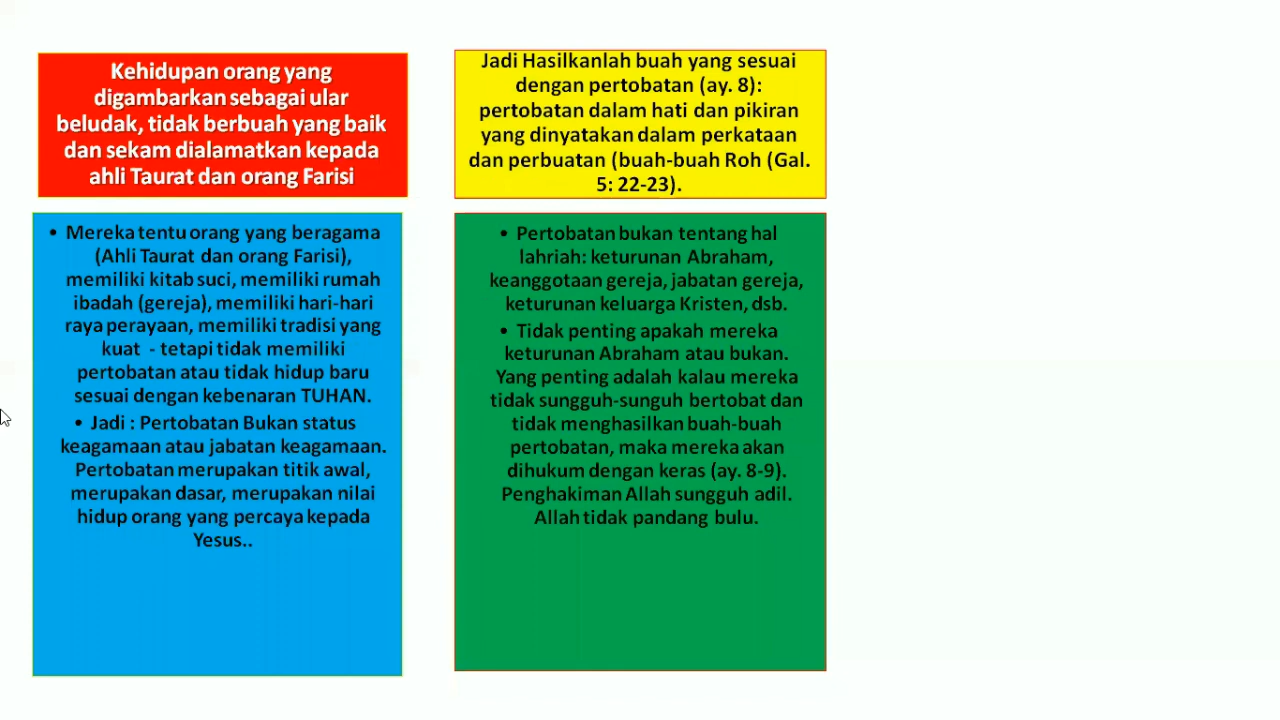 Kehidupan orang yang
digambarkan sebagai ular
beludak, tidak berbuah yang baik
dan sekam dialamatkan kepada
ahli Taurat dan orang Farisi
• Mereka tentu orang yang beragama
(Ahli Taurat dan orang Farisi),
memiliki kitab suci, memiliki rumah
ibadah (gereja), memiliki hari-hari
raya perayaan, memiliki tradisi yang
kuat - tetapi tidak memiliki
pertobatan atau tidak hidup baru
sesuai dengan kebenaran TUHAN.
• Jadi : Pertobatan Bukan status
keagamaan atau jabatan keagamaan.
Pertobatan merupakan titik awal,
merupakan dasar, merupakan nilai
hidup orang yang percaya kepada
Yesus..
Jadi Hasilkanlah buah yang sesuai
dengan pertobatan (ay. 8):
pertobatan dalam hati dan pikiran
yang dinyatakan dalam perkataan
dan perbuatan (buah-buah Roh (Gal.
5: 22-23).
• Pertobatan bukan tentang hal
lahriah: keturunan Abraham,
keanggotaan gereja, jabatan gereja,
keturunan keluarga Kristen, dsb.
• Tidak penting apakah mereka
keturunan Abraham atau bukan.
Yang penting adalah kalau mereka
tidak sungguh-sunguh bertobat dan
tidak menghasilkan buah-buah
pertobatan, maka mereka akan
dihukum dengan keras (ay. 8-9).
Penghakiman Allah sungguh adil.
Allah tidak pandang bulu.